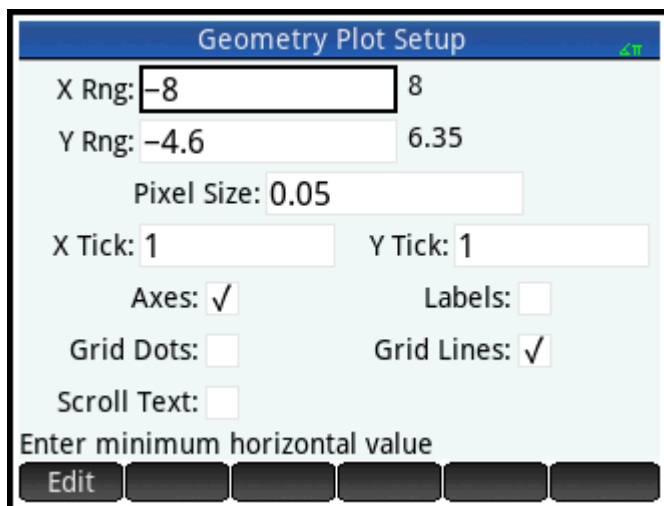 Geometry Plot Setup
∡π
X Rng: −8 8
Y Rng: −4.6 6.35
Pixel Size: 0.05
X Tick: 1 Y Tick: 1
Axes: √ Labels:
Grid Dots: Grid Lines: √
Scroll Text:
Enter minimum horizontal value
Edit